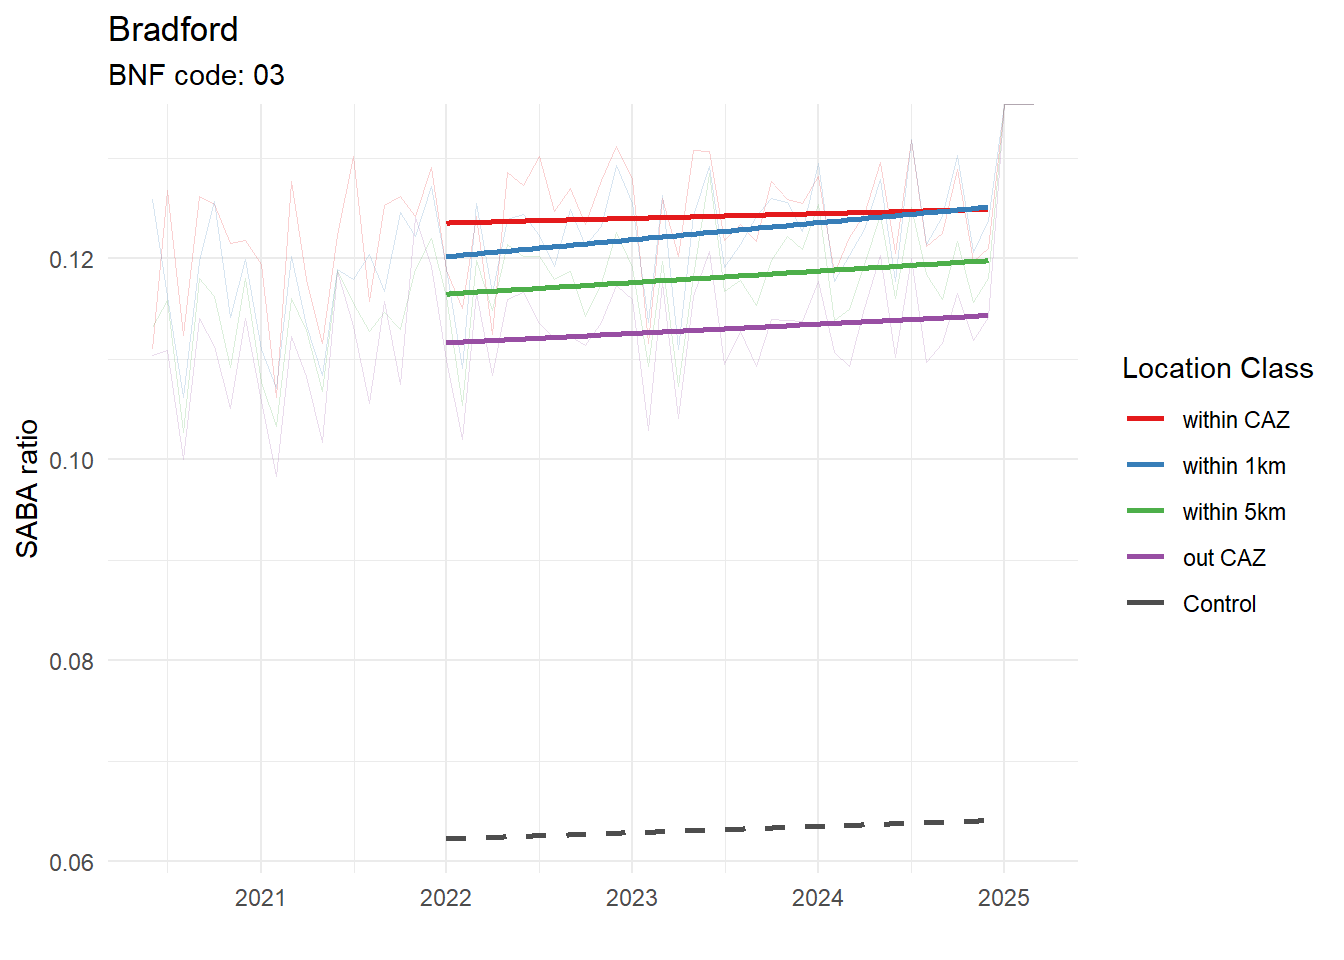 Bradford
BNF code: 03
SABA ratio
0.12
0.10
0.08
0.06
2021 2022 2023 2024 2025
Location Class
within CAZ
within 1km
within 5km
out CAZ
Control